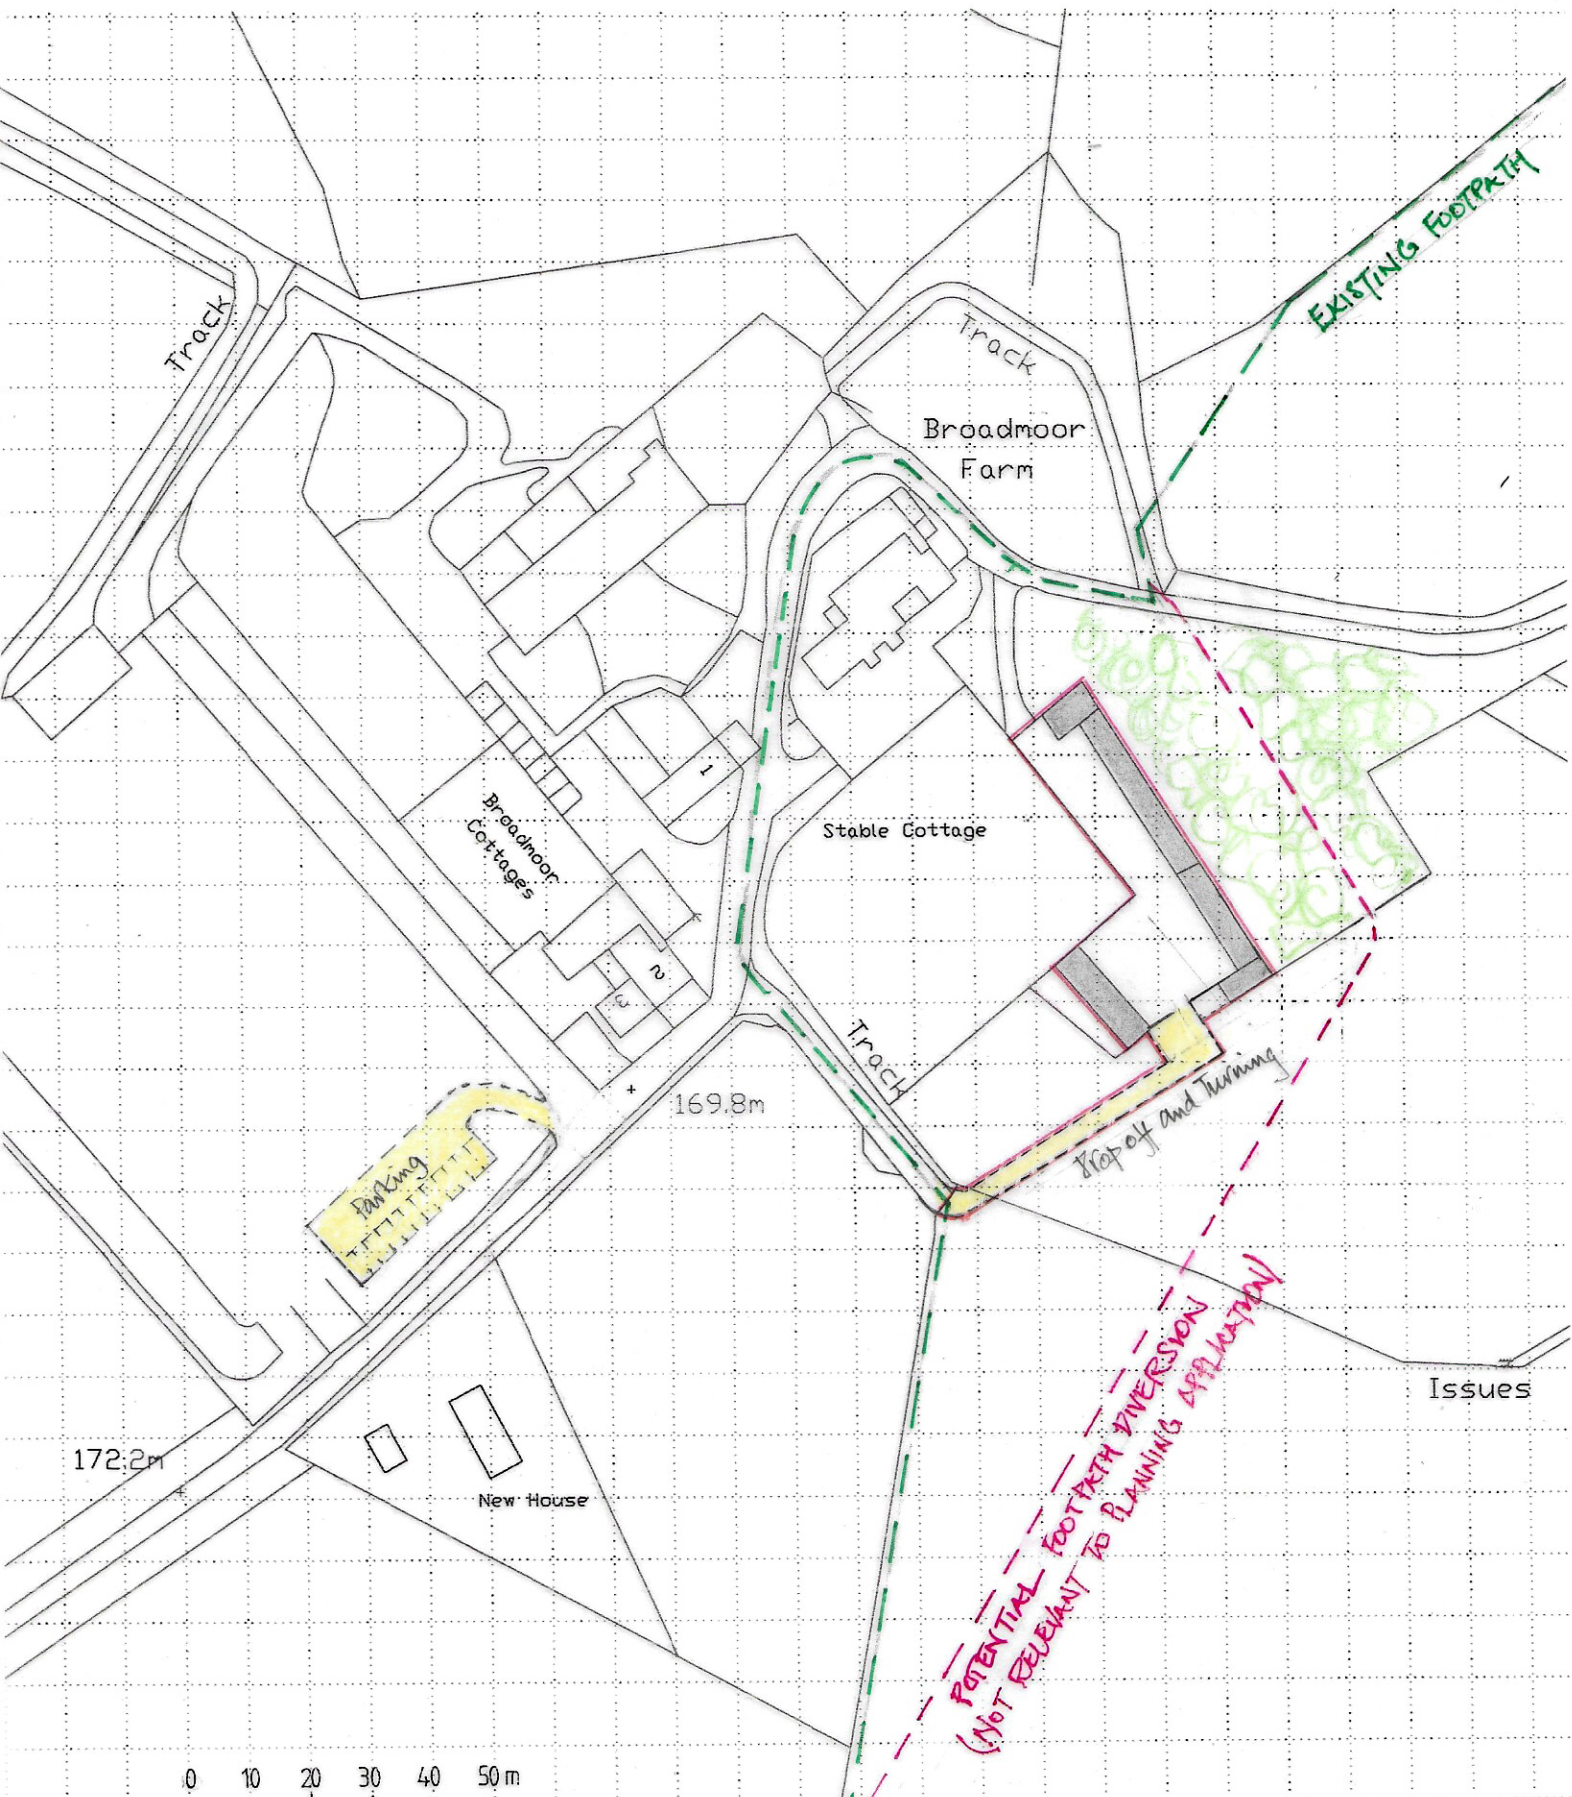 EXISTING FOOTPATH
Track
Track
Broadmoor
Farm
1
Stable Cottage
Broadmoor
Cottages
2
3
Track
169.8m
Drop off and Turning
Parking
POTENTIAL FOOTPATH DIVERSION
(NOT RELEVANT TO PLANNING APPLICATION)
Issues
172.2m
New House
0 10 20 30 40 50 m